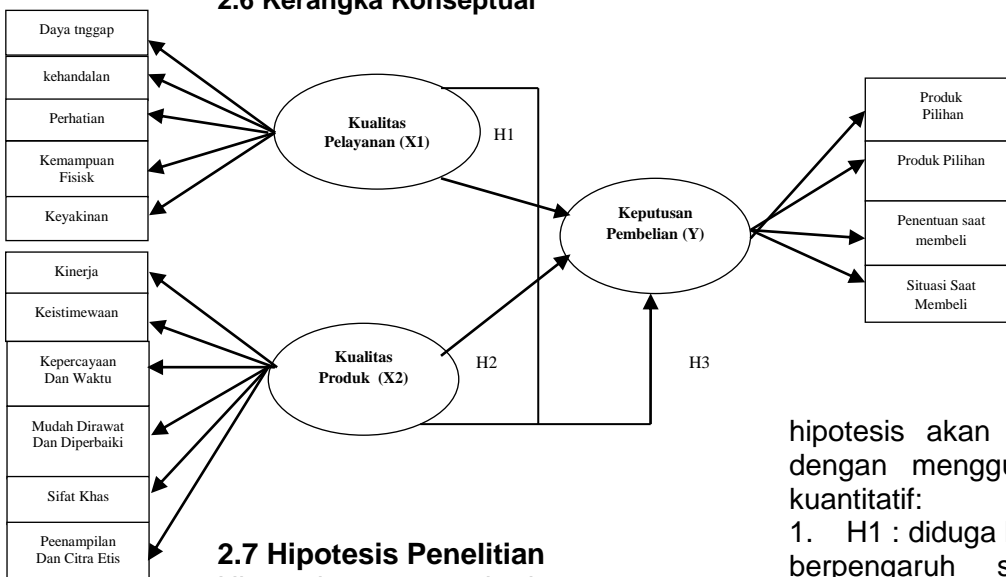 2.6 Kerangka Konseptual
Daya tnggap
kehandalan
Perhatian
Kemampuan
Fisisk
Keyakinan
Kualitas
Pelayanan (X1)
H1
Kinerja
Keistimewaan
Kepercayaan
Dan Waktu
Mudah Dirawat
Dan Diperbaiki
Sifat Khas
Peenampilan
Dan Citra Etis
Kualitas
Produk (X2)
H2
Keputusan
Pembelian (Y)
H3
Produk
Pilihan
Produk Pilihan
Penentuan saat
membeli
Situasi Saat
Membeli
2.7 Hipotesis Penelitian
hipotesis akan
dengan
kuantitatif:
1. H1 : diduga
berpengaruh